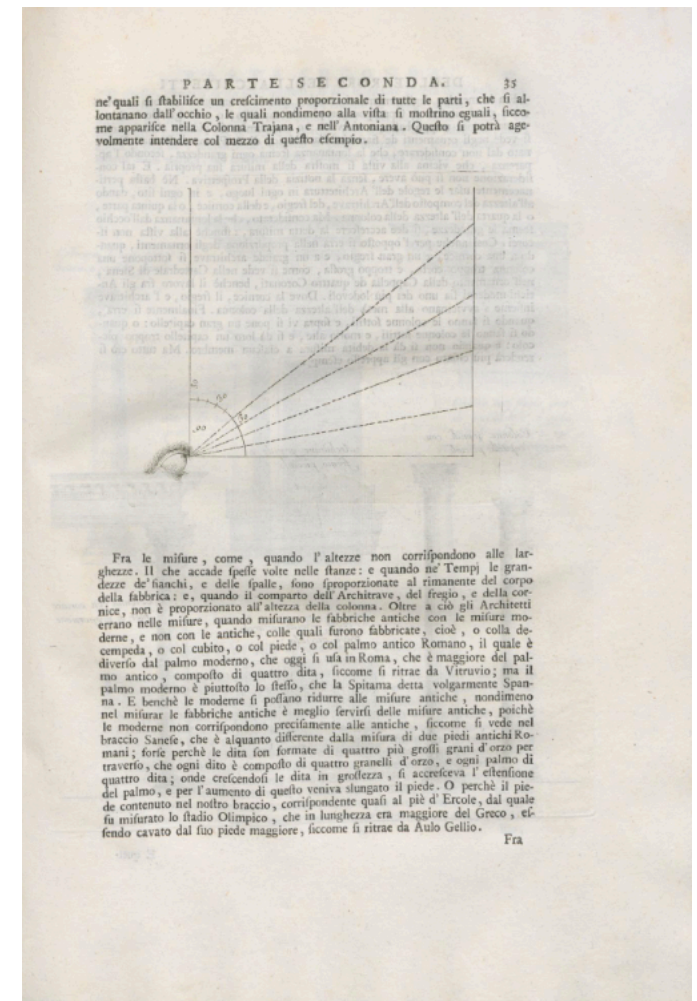 PARTE SECONDA. 35
ne' quali ſi ſtabiliſce un creſcimento proporzionale di tutte le parti, che ſi al-
lontanano dall' occhio, le quali nondimeno alla viſta ſi moſtrino eguali, ſicco-
me appariſce nella Colonna Trajana, e nell' Antoniana. Queſto ſi potrà age-
volmente intendere col mezzo di queſto eſempio.
Fra le miſure, come, quando l' altezze non corriſpondono alle lar-
ghezze. Il che accade ſpeſſe volte nelle ſtanze: e quando ne' Tempj le gran-
dezze de' fianchi, e delle ſpalle, ſono ſproporzionate al rimanente del corpo
della fabbrica: e, quando il comparto dell' Architrave, del fregio, e della cor-
nice, non è proporzionato all' altezza della colonna. Oltre a ciò gli Architetti
errano nelle miſure, quando miſurano le fabbriche antiche con le miſure mo-
derne, e non con le antiche, colle quali furono fabbricate, cioè, o colla de-
cempeda, o col cubito, o col piede, o col palmo antico Romano, il quale è
diverſo dal palmo moderno, che oggi ſi uſa in Roma, che è maggiore del pal-
mo antico, compoſto di quattro dita, ſiccome ſi ritrae da Vitruvio; ma il
palmo moderno è piuttoſto lo ſteſſo, che la Spitama detta volgarmente Span-
na. E benchè le moderne ſi poſſano ridurre alle miſure antiche, nondimeno
nel miſurar le fabbriche antiche è meglio ſervirſi delle miſure antiche, poichè
le moderne non corriſpondono preciſamente alle antiche, ſiccome ſi vede nel
braccio Saneſe, che è alquanto differente dalla miſura di due piedi antichi Ro-
mani; forſe perchè le dita ſon formate di quattro più groſſi grani d' orzo per
traverſo, che ogni dito è compoſto di quattro granelli d' orzo, e ogni palmo di
quattro dita; onde creſcendoſi le dita in groſſezza, ſi accreſceva l' eſtenſione
del palmo, e per l' aumento di queſto veniva slungato il piede. O perchè il pie-
de contenuto nel noſtro braccio, corriſpondente quaſi al piè d' Ercole, dal quale
fu miſurato lo ſtadio Olimpico, che in lunghezza era maggiore del Greco, eſ-
ſendo cavato dal ſuo piede maggiore, ſiccome ſi ritrae da Aulo Gellio.
Fra